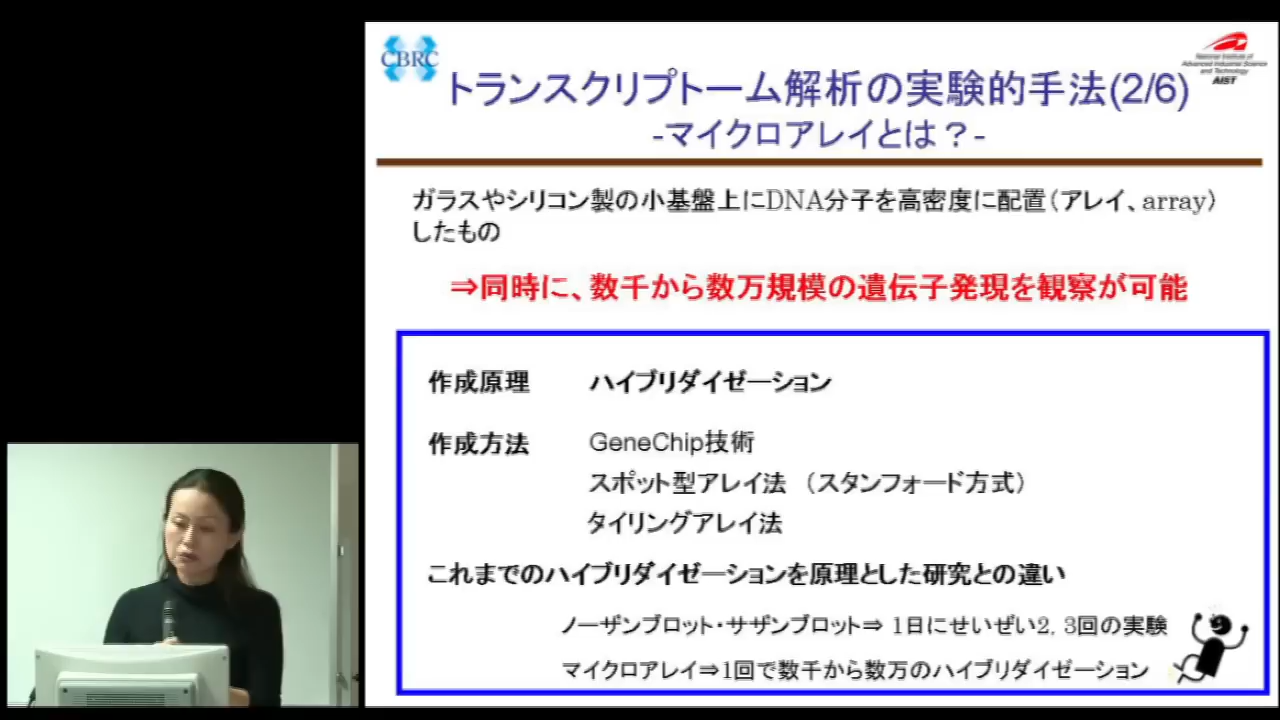 CBRC
National Institute of
Advanced Industrial Science
and Technology
AIST
トランスクリプトーム解析の実験的手法(2/6)
-マイクロアレイとは？-
ガラスやシリコン製の小基盤上にDNA分子を高密度に配置（アレイ、array）
したもの
⇒同時に、数千から数万規模の遺伝子発現を観察が可能
作成原理 ハイブリダイゼーション
作成方法 GeneChip技術
スポット型アレイ法 （スタンフォード方式）
タイリングアレイ法
これまでのハイブリダイゼーションを原理とした研究との違い
ノーザンブロット・サザンブロット⇒ 1日にせいぜい2, 3回の実験
マイクロアレイ⇒1回で数千から数万のハイブリダイゼーション